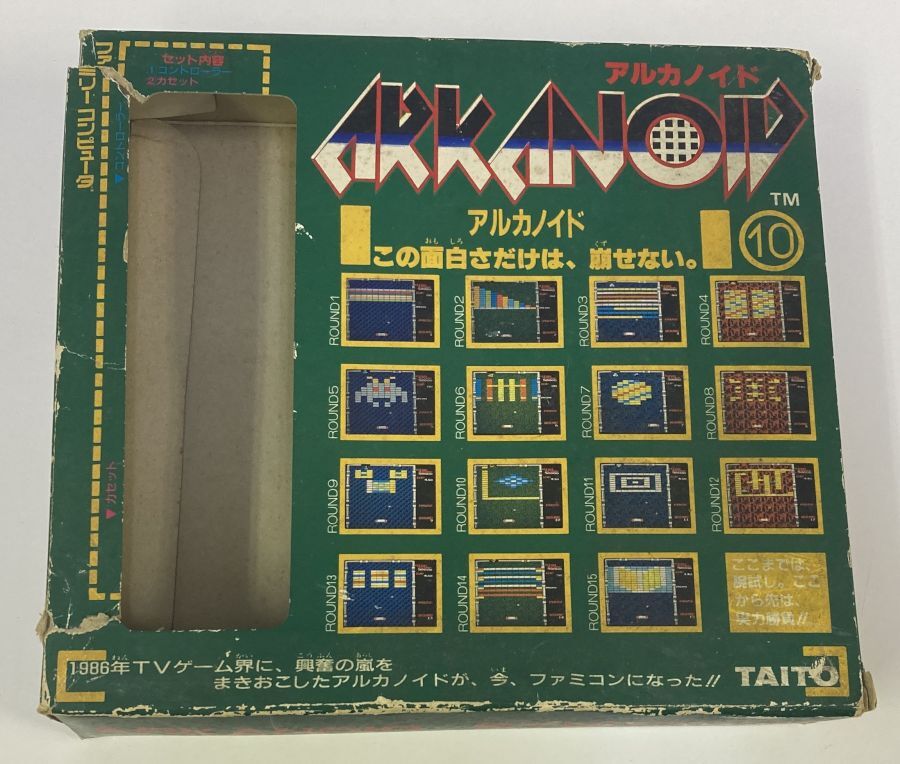 ファミリーコンピュータ
セット内容
1コントローラー
2カセット
コントローラー
▼カセット
アルカノイド
ARKANOID
TM
アルカノイド
おもしろ
くず
この面白さだけは、崩せない。
10
ROUND1
ROUND2
ROUND3
ROUND4
ROUND5
ROUND6
ROUND7
ROUND8
ROUND9
ROUND10
ROUND11
ROUND12
ROUND13
ROUND14
ROUND15
ここまでは、
腕試し。ここ
から先は、
実力勝負!!
1986年TVゲーム界に、興奮の嵐を
まきおこしたアルカノイドが、今、ファミコンになった!!
TAITO